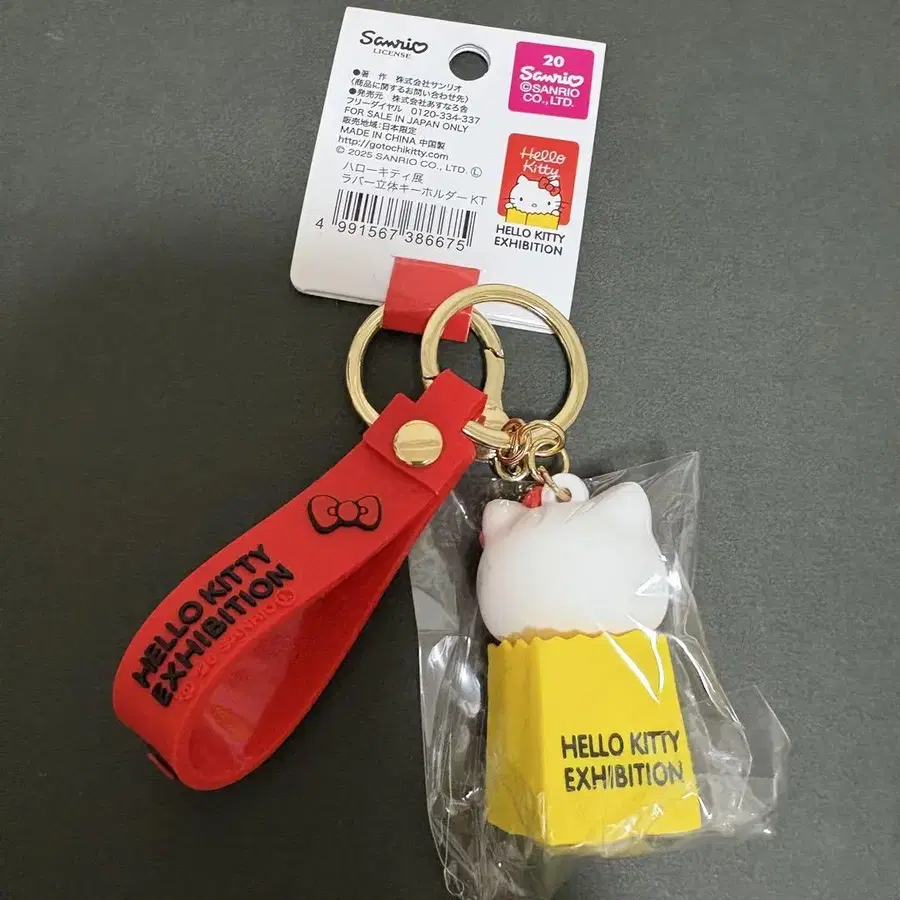 Sanrio
LICENSE
●著 作 株式会社サンリオ
〈商品に関するお問い合わせ先〉
●発売元 株式会社あすなろ舎
フリーダイヤル 0120-334-337
FOR SALE IN JAPAN ONLY
販売地域:日本限定
MADE IN CHINA 中国製
http://gotochikitty.com
© 2025 SANRIO CO., LTD. Ⓛ
ハローキティ展
ラバー立体キーホルダー KT
4 991567 386675
20
Sanrio
©SANRIO
CO., LTD.
Hello
Kitty
HELLO KITTY
EXHIBITION
HELLO KITTY
EXHIBITION
© 26 SANRIO Ⓛ
HELLO KITTY
EXHIBITION